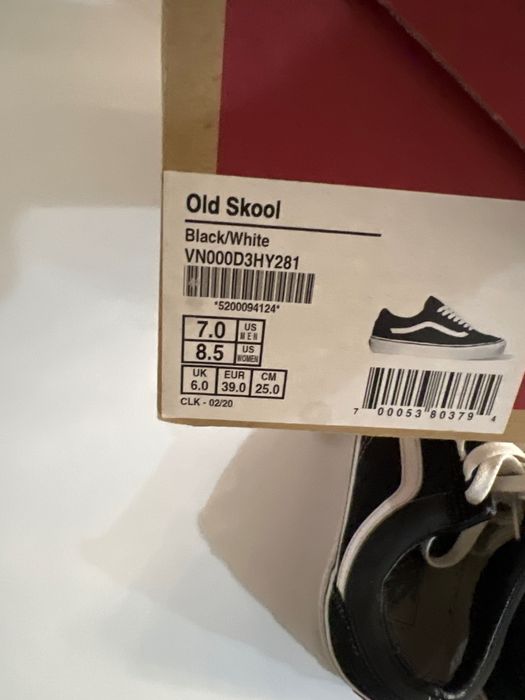 Old Skool
Black/White
VN000D3HY281
*5200094124*
7.0 US MEN
8.5 US WOMEN
UK EUR CM
6.0 39.0 25.0
CLK - 02/20
7 00053 80379 4